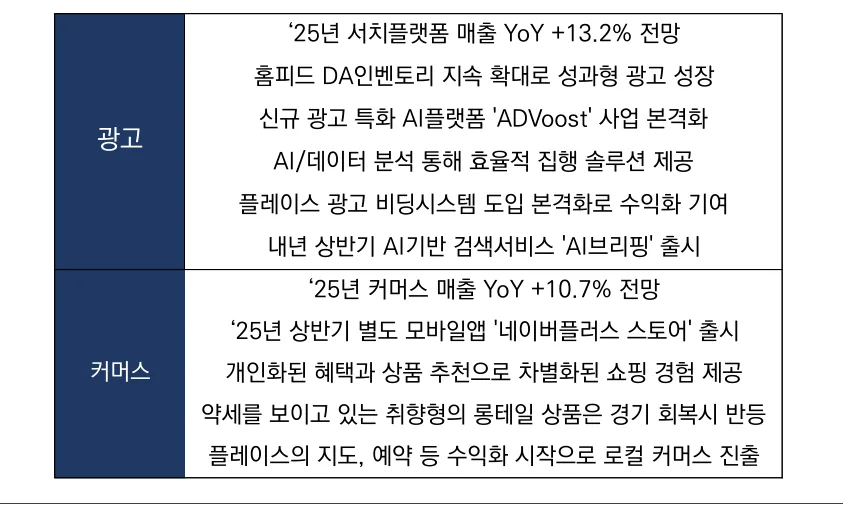 광고
‘25년 서치플랫폼 매출 YoY +13.2% 전망
홈피드 DA인벤토리 지속 확대로 성과형 광고 성장
신규 광고 특화 AI플랫폼 'ADVoost' 사업 본격화
AI/데이터 분석 통해 효율적 집행 솔루션 제공
플레이스 광고 비딩시스템 도입 본격화로 수익화 기여
내년 상반기 AI기반 검색서비스 'AI브리핑' 출시
커머스
‘25년 커머스 매출 YoY +10.7% 전망
‘25년 상반기 별도 모바일앱 '네이버플러스 스토어' 출시
개인화된 혜택과 상품 추천으로 차별화된 쇼핑 경험 제공
약세를 보이고 있는 취향형의 롱테일 상품은 경기 회복시 반등
플레이스의 지도, 예약 등 수익화 시작으로 로컬 커머스 진출